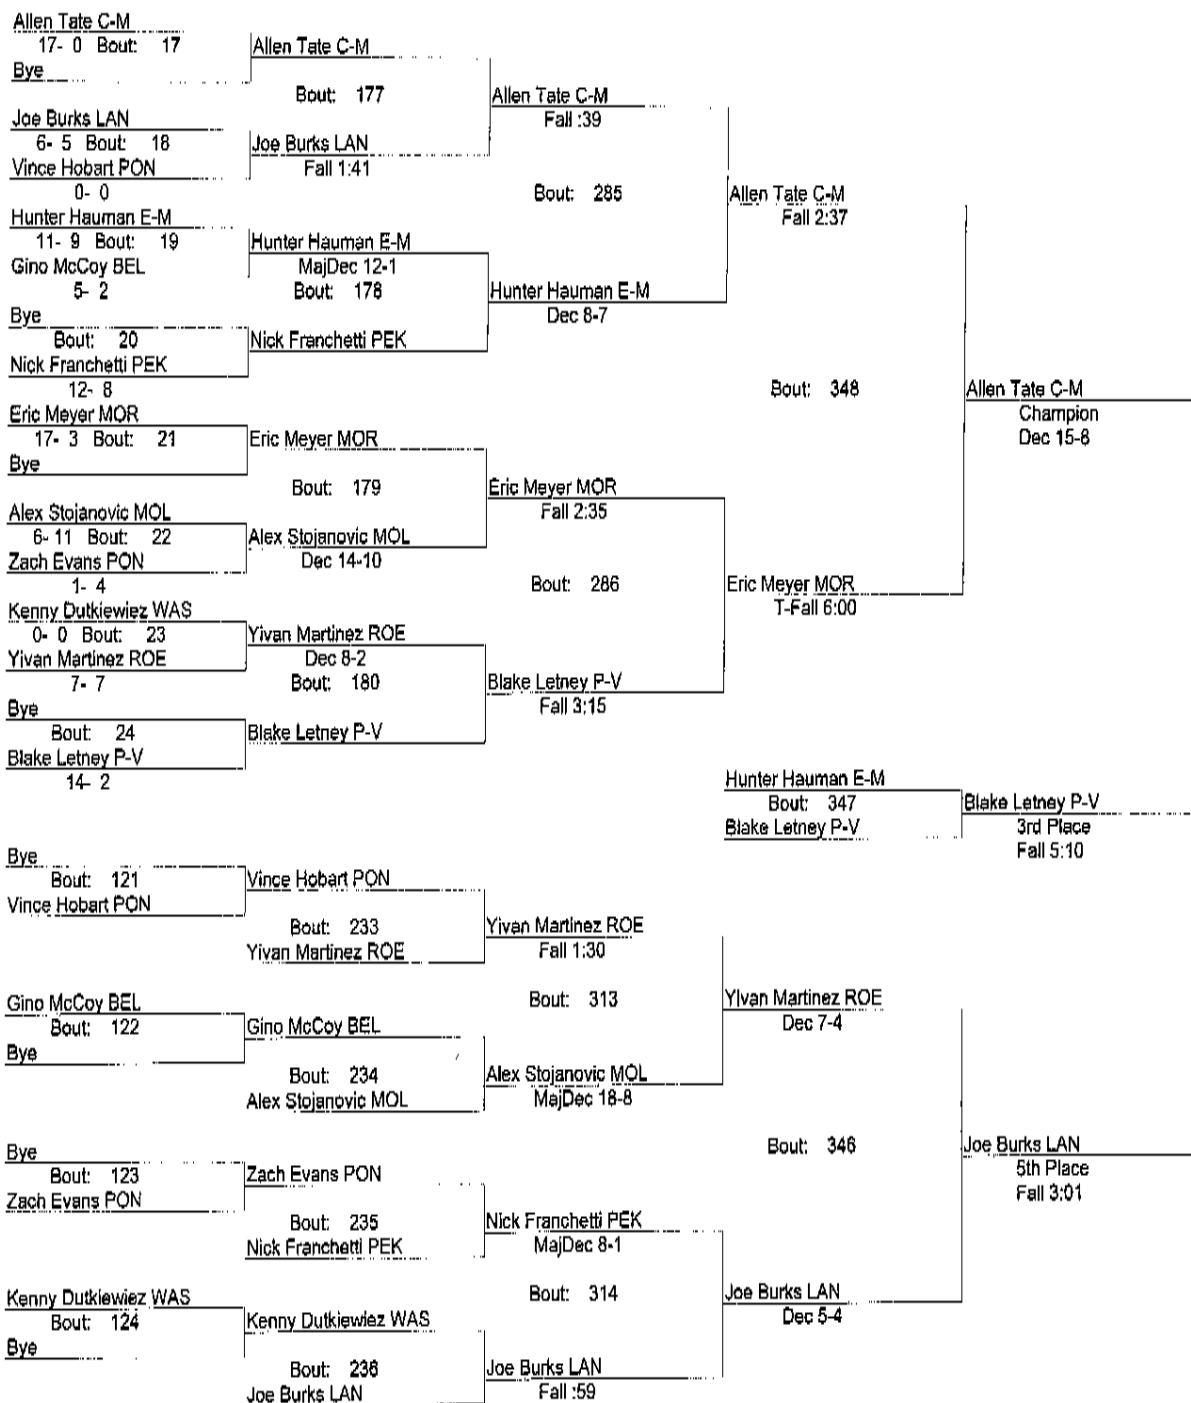 Allen Tate C-M
17- 0 Bout: 17
Bye
Allen Tate C-M
Bout: 177
Joe Burks LAN
6- 5 Bout: 18
Vince Hobart PON
0- 0
Joe Burks LAN
Fall 1:41
Allen Tate C-M
Fall :39
Bout: 285
Hunter Hauman E-M
11- 9 Bout: 19
Gino McCoy BEL
5- 2
Hunter Hauman E-M
MajDec 12-1
Bout: 178
Bye
Bout: 20
Nick Franchetti PEK
12- 8
Nick Franchetti PEK
Hunter Hauman E-M
Dec 8-7
Allen Tate C-M
Fall 2:37
Bout: 348
Allen Tate C-M
Champion
Dec 15-8
Eric Meyer MOR
17- 3 Bout: 21
Bye
Eric Meyer MOR
Bout: 179
Alex Stojanovic MOL
6- 11 Bout: 22
Zach Evans PON
1- 4
Alex Stojanovic MOL
Dec 14-10
Eric Meyer MOR
Fall 2:35
Bout: 286
Eric Meyer MOR
T-Fall 6:00
Kenny Dutkiewiez WAS
0- 0 Bout: 23
Yivan Martinez ROE
7- 7
Yivan Martinez ROE
Dec 8-2
Bout: 180
Bye
Bout: 24
Blake Letney P-V
14- 2
Blake Letney P-V
Blake Letney P-V
Fall 3:15
Hunter Hauman E-M
Bout: 347
Blake Letney P-V
Blake Letney P-V
3rd Place
Fall 5:10
Bye
Bout: 121
Vince Hobart PON
Vince Hobart PON
Bout: 233
Yivan Martinez ROE
Yivan Martinez ROE
Fall 1:30
Bout: 313
Gino McCoy BEL
Bout: 122
Bye
Gino McCoy BEL
Bout: 234
Alex Stojanovic MOL
Alex Stojanovic MOL
MajDec 18-8
Yivan Martinez ROE
Dec 7-4
Bout: 346
Joe Burks LAN
5th Place
Fall 3:01
Bye
Bout: 123
Zach Evans PON
Zach Evans PON
Bout: 235
Nick Franchetti PEK
Nick Franchetti PEK
MajDec 8-1
Bout: 314
Joe Burks LAN
Dec 5-4
Kenny Dutkiewiez WAS
Bout: 124
Bye
Kenny Dutkiewiez WAS
Bout: 236
Joe Burks LAN
Joe Burks LAN
Fall :59